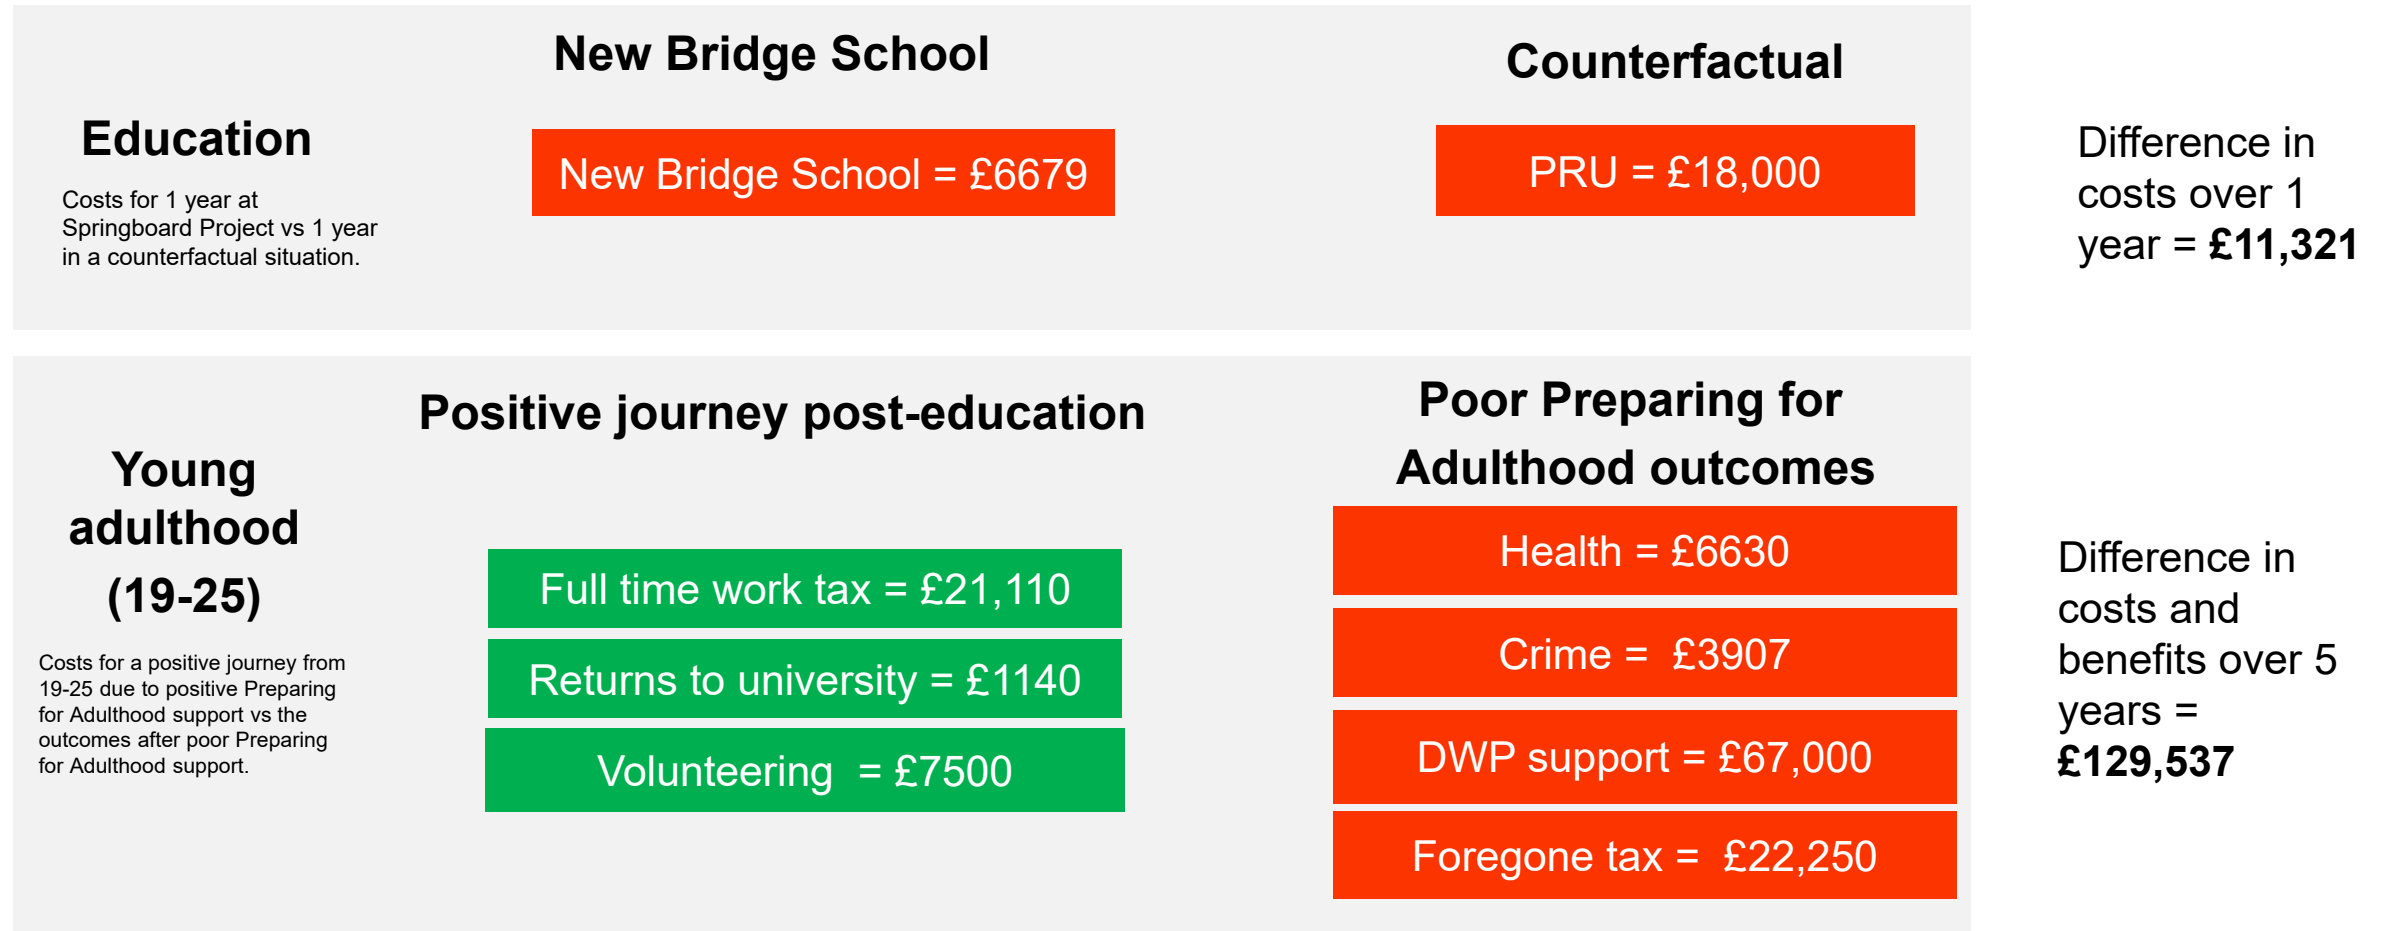 New Bridge School
Counterfactual
Education
Costs for 1 year at
Springboard Project vs 1 year
in a counterfactual situation.
New Bridge School = £6679
PRU = £18,000
Difference in
costs over 1
year = £11,321
Positive journey post-education
Poor Preparing for
Adulthood outcomes
Young
adulthood
(19-25)
Costs for a positive journey from
19-25 due to positive Preparing
for Adulthood support vs the
outcomes after poor Preparing
for Adulthood support.
Full time work tax = £21,110
Returns to university = £1140
Volunteering = £7500
Health = £6630
Crime = £3907
DWP support = £67,000
Foregone tax = £22,250
Difference in
costs and
benefits over 5
years =
£129,537